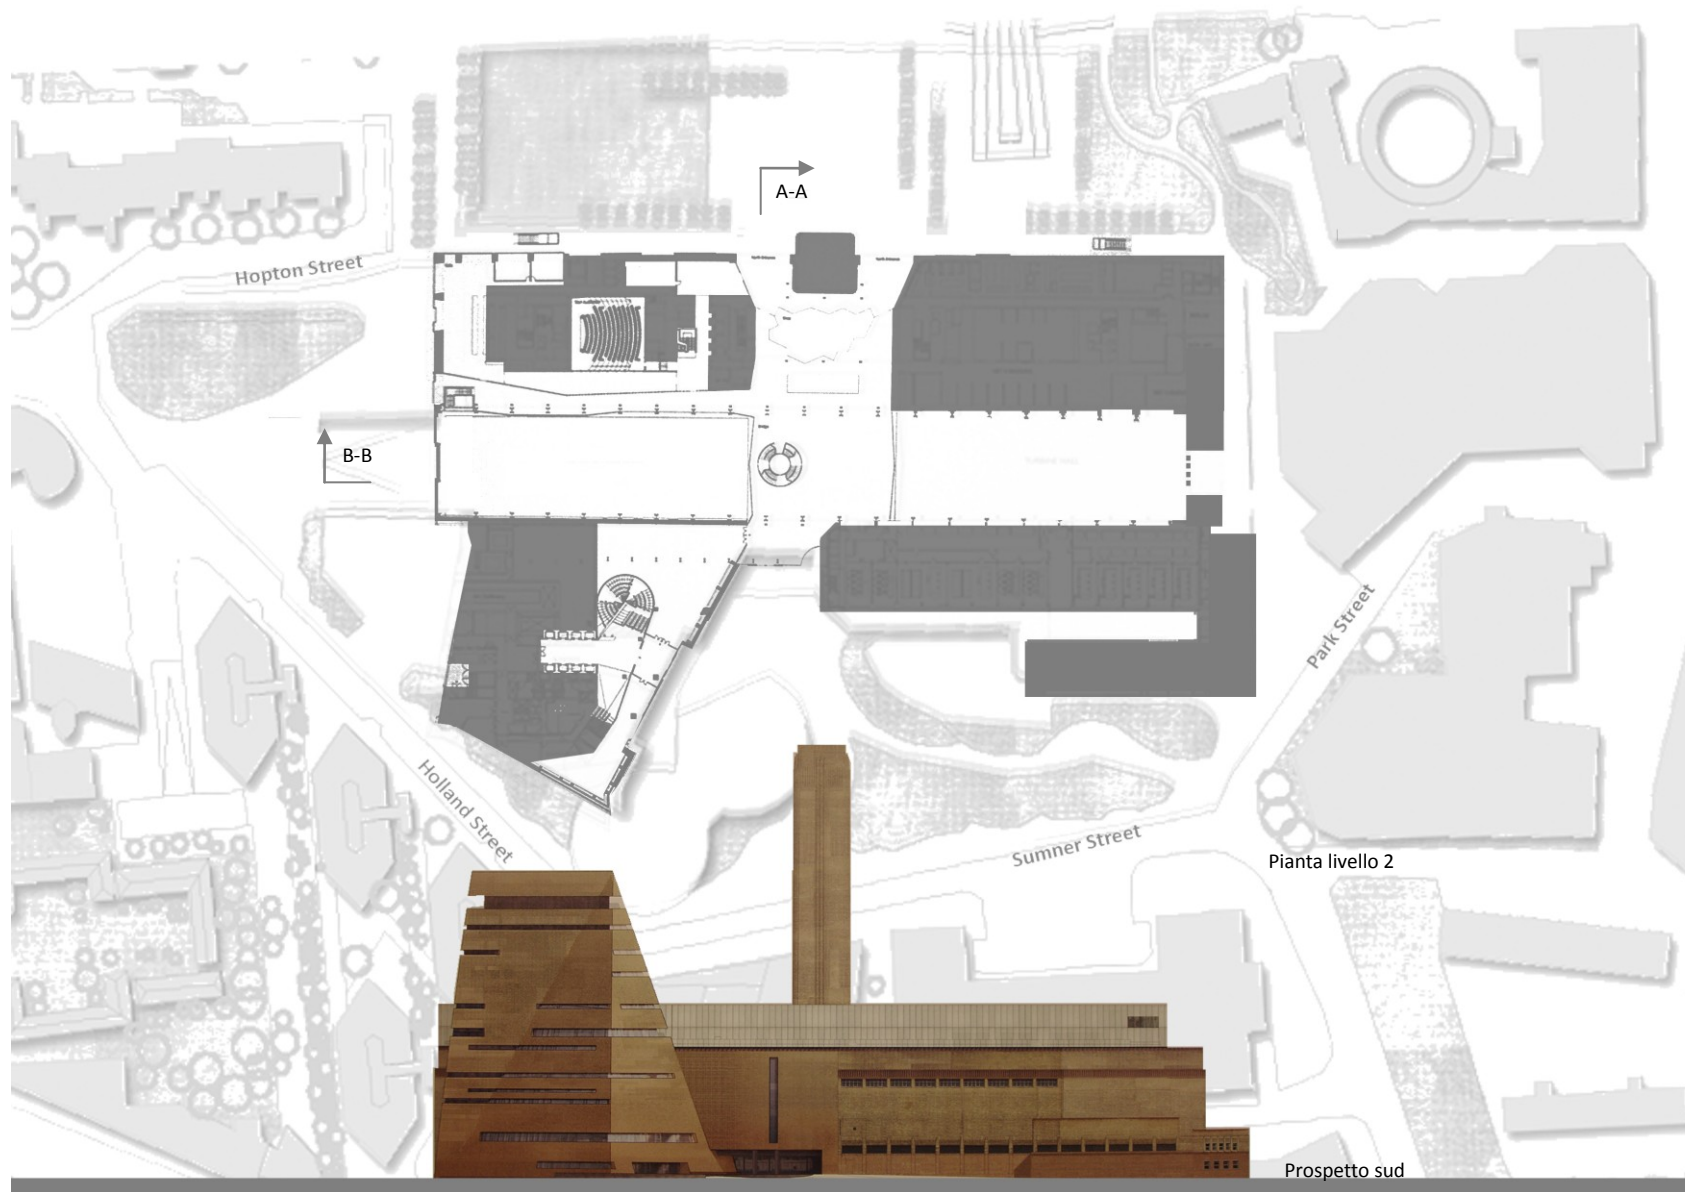 A-A
Hopton Street
B-B
Park Street
Holland Street
Sumner Street
Pianta livello 2
Prospetto sud